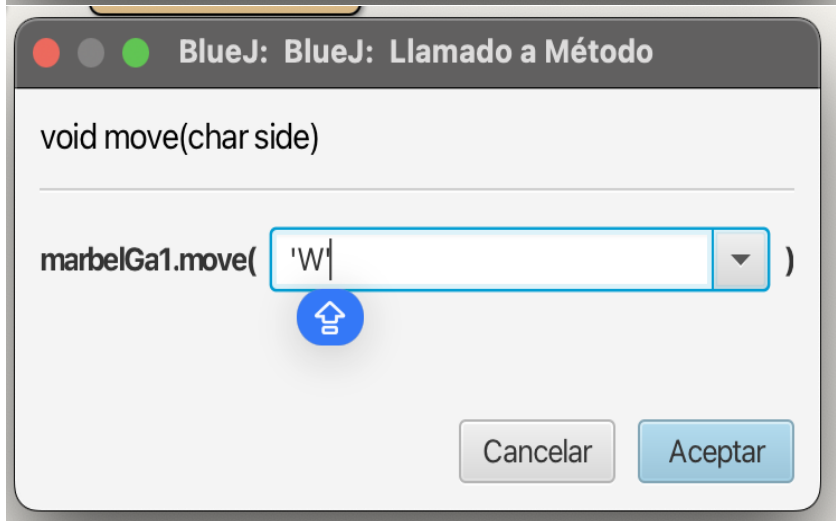 BlueJ: BlueJ: Llamado a Método
void move(char side)
marbelGa1.move( 'W' )
Cancelar Aceptar